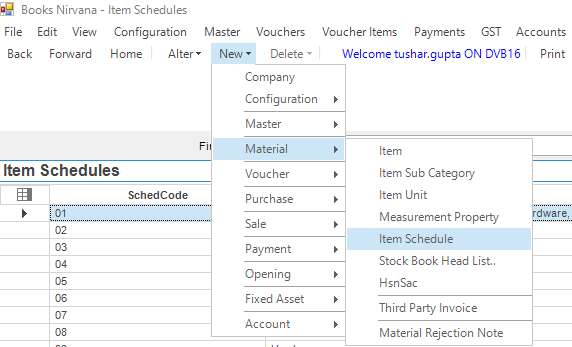 Books Nirvana - Item Schedules
File View Configuration Master Vouchers Voucher Items Payments GST Accounts
Back Forward Home Alter New Delete Welcome tushar.gupta ON DVB16 Print
Company
Configuration
Master
Material
Voucher
Purchase
Sale
Payment
Opening
Fixed Asset
Account
Item
Item Sub Category
Item Unit
Measurement Property
Item Schedule
Stock Book Head List..
HsnSac
Third Party Invoice
Material Rejection Note
Item Schedules
SchedCode
01
02
03
04
05
06
07
08